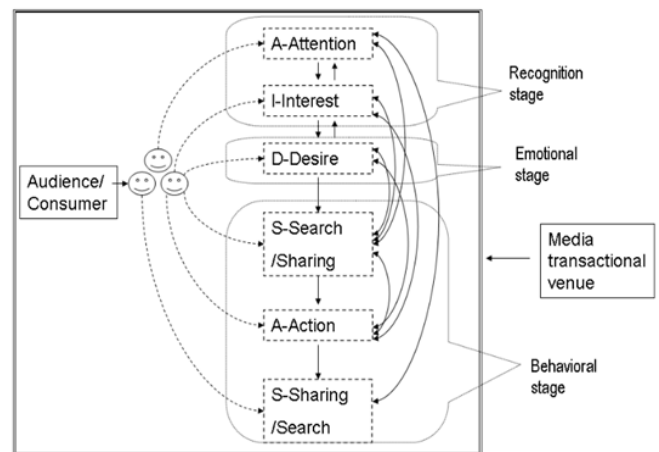 A-Attention
I-Interest
D-Desire
S-Search
/Sharing
A-Action
S-Sharing
/Search
Audience/
Consumer
Recognition
stage
Emotional
stage
Media
transactional
venue
Behavioral
stage